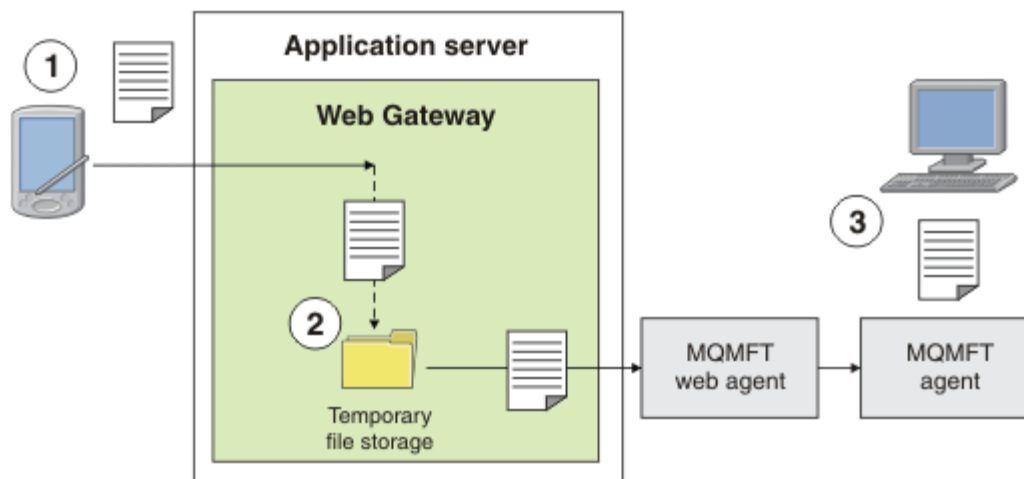 1
Application server
Web Gateway
2
Temporary
file storage
3
MQMFT
web agent
MQMFT
agent